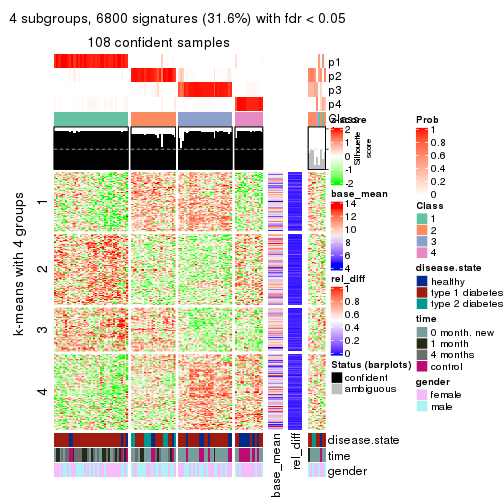 4 subgroups, 6800 signatures (31.6%) with fdr < 0.05
108 confident samples
p1
p2
p3
p4
Class
Silhouette
score
k-means with 4 groups
1
2
3
4
base_mean
rel_diff
disease.state
time
gender
z-score
2
1
0
-1
-2
base_mean
14
12
10
8
6
4
rel_diff
1
0.8
0.6
0.4
0.2
0
Status (barplots)
confident
ambiguous
Prob
1
0.8
0.6
0.4
0.2
0
Class
1
2
3
4
disease.state
healthy
type 1 diabetes
type 2 diabetes
time
0 month. new
1 month
4 months
control
gender
female
male